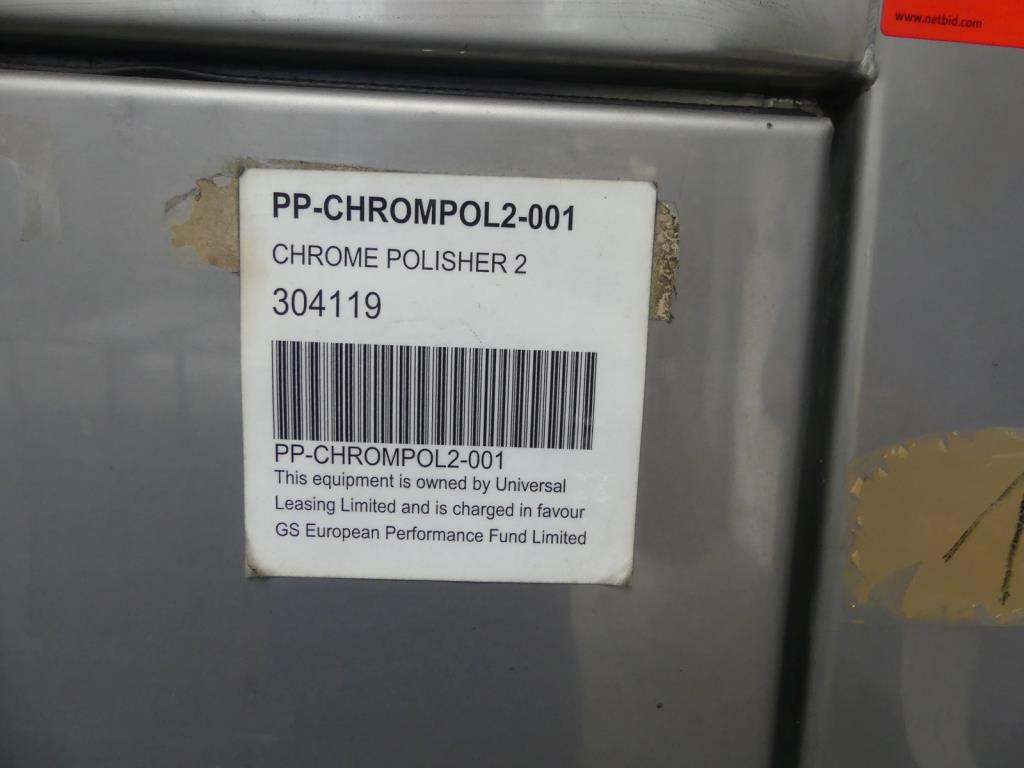 www.netbid.com
PP-CHROMPOL2-001
CHROME POLISHER 2
304119
PP-CHROMPOL2-001
This equipment is owned by Universal
Leasing Limited and is charged in favour
GS European Performance Fund Limited